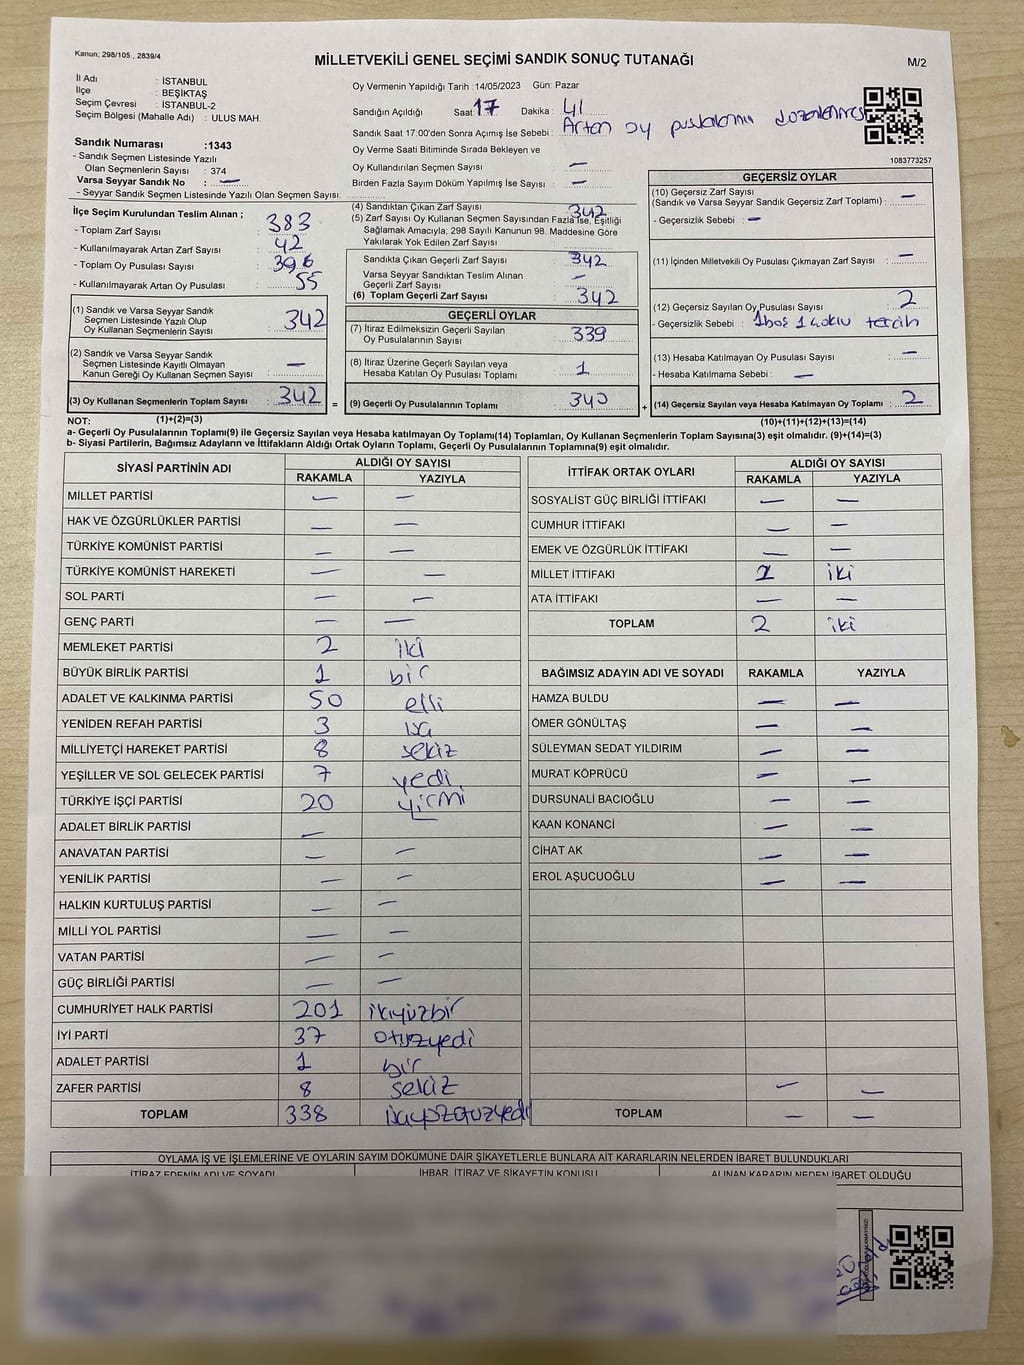 Kanun; 298/105 , 2839/4
MİLLETVEKİLİ GENEL SEÇİMİ SANDIK SONUÇ TUTANAĞI
M/2
İl Adı : İSTANBUL
İlçe : BEŞİKTAŞ
Seçim Çevresi : İSTANBUL-2
Seçim Bölgesi (Mahalle Adı) : ULUS MAH.
Sandık Numarası :1343
- Sandık Seçmen Listesinde Yazılı
Olan Seçmenlerin Sayısı : 374
Varsa Seyyar Sandık No : —
- Seyyar Sandık Seçmen Listesinde Yazılı Olan Seçmen Sayısı.
Oy Vermenin Yapıldığı Tarih : 14/05/2023 Gün: Pazar
Sandığın Açıldığı Saat 17 Dakika : 41
Sandık Saat 17:00'den Sonra Açımış İse Sebebi : Artan oy pusulalarının
Oy Verme Saati Bitiminde Sırada Bekleyen ve
Oy Kullandırılan Seçmen Sayısı : —
Birden Fazla Sayım Döküm Yapılmış İse Sayısı : —
1083773257
İlçe Seçim Kurulundan Teslim Alınan ;
- Toplam Zarf Sayısı : 383
- Kullanılmayarak Artan Zarf Sayısı : 42
- Toplam Oy Pusulası Sayısı : 396
- Kullanılmayarak Artan Oy Pusulası : 55
(1) Sandık ve Varsa Seyyar Sandık
Seçmen Listesinde Yazılı Olup
Oy Kullanan Seçmenlerin Sayısı : 342
(2) Sandık ve Varsa Seyyar Sandık
Seçmen Listesinde Kayıtlı Olmayan
Kanun Gereği Oy Kullanan Seçmen Sayısı : —
(3) Oy Kullanan Seçmenlerin Toplam Sayısı : 342 =
(1)+(2)=(3)
(4) Sandıktan Çıkan Zarf Sayısı : 342
(5) Zarf Sayısı Oy Kullanan Seçmen Sayısından Fazla İse, Eşitliği
Sağlamak Amacıyla; 298 Sayılı Kanunun 98. Maddesine Göre
Yakılarak Yok Edilen Zarf Sayısı :
Sandıkta Çıkan Geçerli Zarf Sayısı : 342
Varsa Seyyar Sandıktan Teslim Alınan
Geçerli Zarf Sayısı : —
(6) Toplam Geçerli Zarf Sayısı : 342
GEÇERLİ OYLAR
(7) İtiraz Edilmeksizin Geçerli Sayılan
Oy Pusulalarının Sayısı : 339
(8) İtiraz Üzerine Geçerli Sayılan veya
Hesaba Katılan Oy Pusulası Toplamı : 1
(9) Geçerli Oy Pusulalarının Toplamı : 340 +
GEÇERSİZ OYLAR
(10) Geçersiz Zarf Sayısı
(Sandık ve Varsa Seyyar Sandık Geçersiz Zarf Toplamı) : —
- Geçersizlik Sebebi : —
(11) İçinden Milletvekili Oy Pusulası Çıkmayan Zarf Sayısı : —
(12) Geçersiz Sayılan Oy Pusulası Sayısı : 2
- Geçersizlik Sebebi : 1 boş 1 çoklu tercih
(13) Hesaba Katılmayan Oy Pusulası Sayısı : —
- Hesaba Katılmama Sebebi : —
(14) Geçersiz Sayılan veya Hesaba Katılmayan Oy Toplamı : 2
(10)+(11)+(12)+(13)=(14)
NOT:
a- Geçerli Oy Pusulalarının Toplamı(9) ile Geçersiz Sayılan veya Hesaba katılmayan Oy Toplamı(14) Toplamları, Oy Kullanan Seçmenlerin Toplam Sayısına(3) eşit olmalıdır. (9)+(14)=(3)
b- Siyasi Partilerin, Bağımsız Adayların ve İttifakların Aldığı Ortak Oyların Toplamı, Geçerli Oy Pusulalarının Toplamına(9) eşit olmalıdır.
SİYASİ PARTİNİN ADI ALDIĞI OY SAYISI
RAKAMLA YAZIYLA
MİLLET PARTİSİ — —
HAK VE ÖZGÜRLÜKLER PARTİSİ — —
TÜRKİYE KOMÜNİST PARTİSİ — —
TÜRKİYE KOMÜNİST HAREKETİ — —
SOL PARTİ — —
GENÇ PARTİ — —
MEMLEKET PARTİSİ 2 iki
BÜYÜK BİRLİK PARTİSİ 1 bir
ADALET VE KALKINMA PARTİSİ 50 elli
YENİDEN REFAH PARTİSİ 3
MİLLİYETÇİ HAREKET PARTİSİ 8 sekiz
YEŞİLLER VE SOL GELECEK PARTİSİ 7 yedi
TÜRKİYE İŞÇİ PARTİSİ 20 yirmi
ADALET BİRLİK PARTİSİ — —
ANAVATAN PARTİSİ — —
YENİLİK PARTİSİ — —
HALKIN KURTULUŞ PARTİSİ — —
MİLLİ YOL PARTİSİ — —
VATAN PARTİSİ — —
GÜÇ BİRLİĞİ PARTİSİ — —
CUMHURİYET HALK PARTİSİ 201 ikiyüzbir
İYİ PARTİ 37 otuzyedi
ADALET PARTİSİ 1 bir
ZAFER PARTİSİ 8 sekiz
TOPLAM 338
İTTİFAK ORTAK OYLARI ALDIĞI OY SAYISI
RAKAMLA YAZIYLA
SOSYALİST GÜÇ BİRLİĞİ İTTİFAKI — —
CUMHUR İTTİFAKI — —
EMEK VE ÖZGÜRLÜK İTTİFAKI — —
MİLLET İTTİFAKI 2 iki
ATA İTTİFAKI — —
TOPLAM 2 iki
BAĞIMSIZ ADAYIN ADI VE SOYADI RAKAMLA YAZIYLA
HAMZA BULDU — —
ÖMER GÖNÜLTAŞ — —
SÜLEYMAN SEDAT YILDIRIM — —
MURAT KÖPRÜCÜ — —
DURSUNALİ BACIOĞLU — —
KAAN KONANCİ — —
CİHAT AK — —
EROL AŞUCUOĞLU — —
— —
TOPLAM — —
OYLAMA İŞ VE İŞLEMLERİNE VE OYLARIN SAYIM DÖKÜMÜNE DAİR ŞİKAYETLERLE BUNLARA AİT KARARLARIN NELERDEN İBARET BULUNDUKLARI
İTİRAZ EDENİN ADI VE SOYADI İHBAR, İTİRAZ VE ŞİKAYETİN KONUSU ALINAN KARARIN NEDEN İBARET OLDUĞU